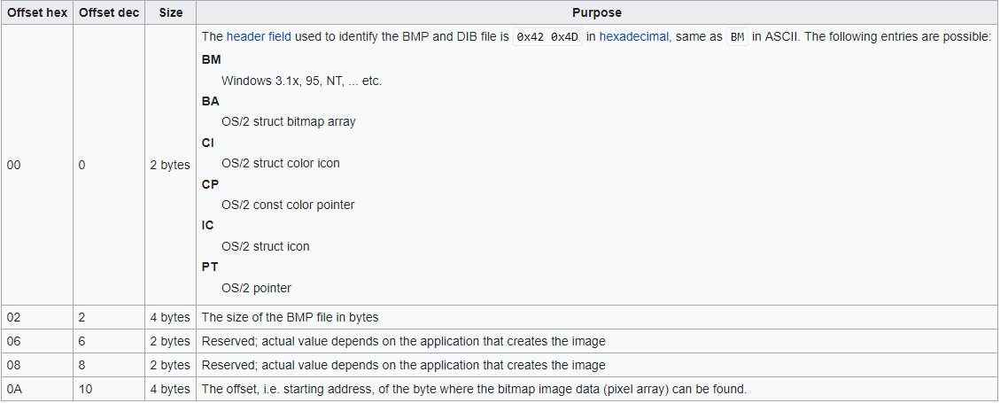 Offset hex Offset dec Size Purpose
The header field used to identify the BMP and DIB file is 0x42 0x4D in hexadecimal, same as BM in ASCII. The following entries are possible:
BM
Windows 3.1x, 95, NT, ... etc.
BA
OS/2 struct bitmap array
CI
OS/2 struct color icon
00 0 2 bytes
CP
OS/2 const color pointer
IC
OS/2 struct icon
PT
OS/2 pointer
02 2 4 bytes The size of the BMP file in bytes
06 6 2 bytes Reserved; actual value depends on the application that creates the image
08 8 2 bytes Reserved; actual value depends on the application that creates the image
0A 10 4 bytes The offset, i.e. starting address, of the byte where the bitmap image data (pixel array) can be found.